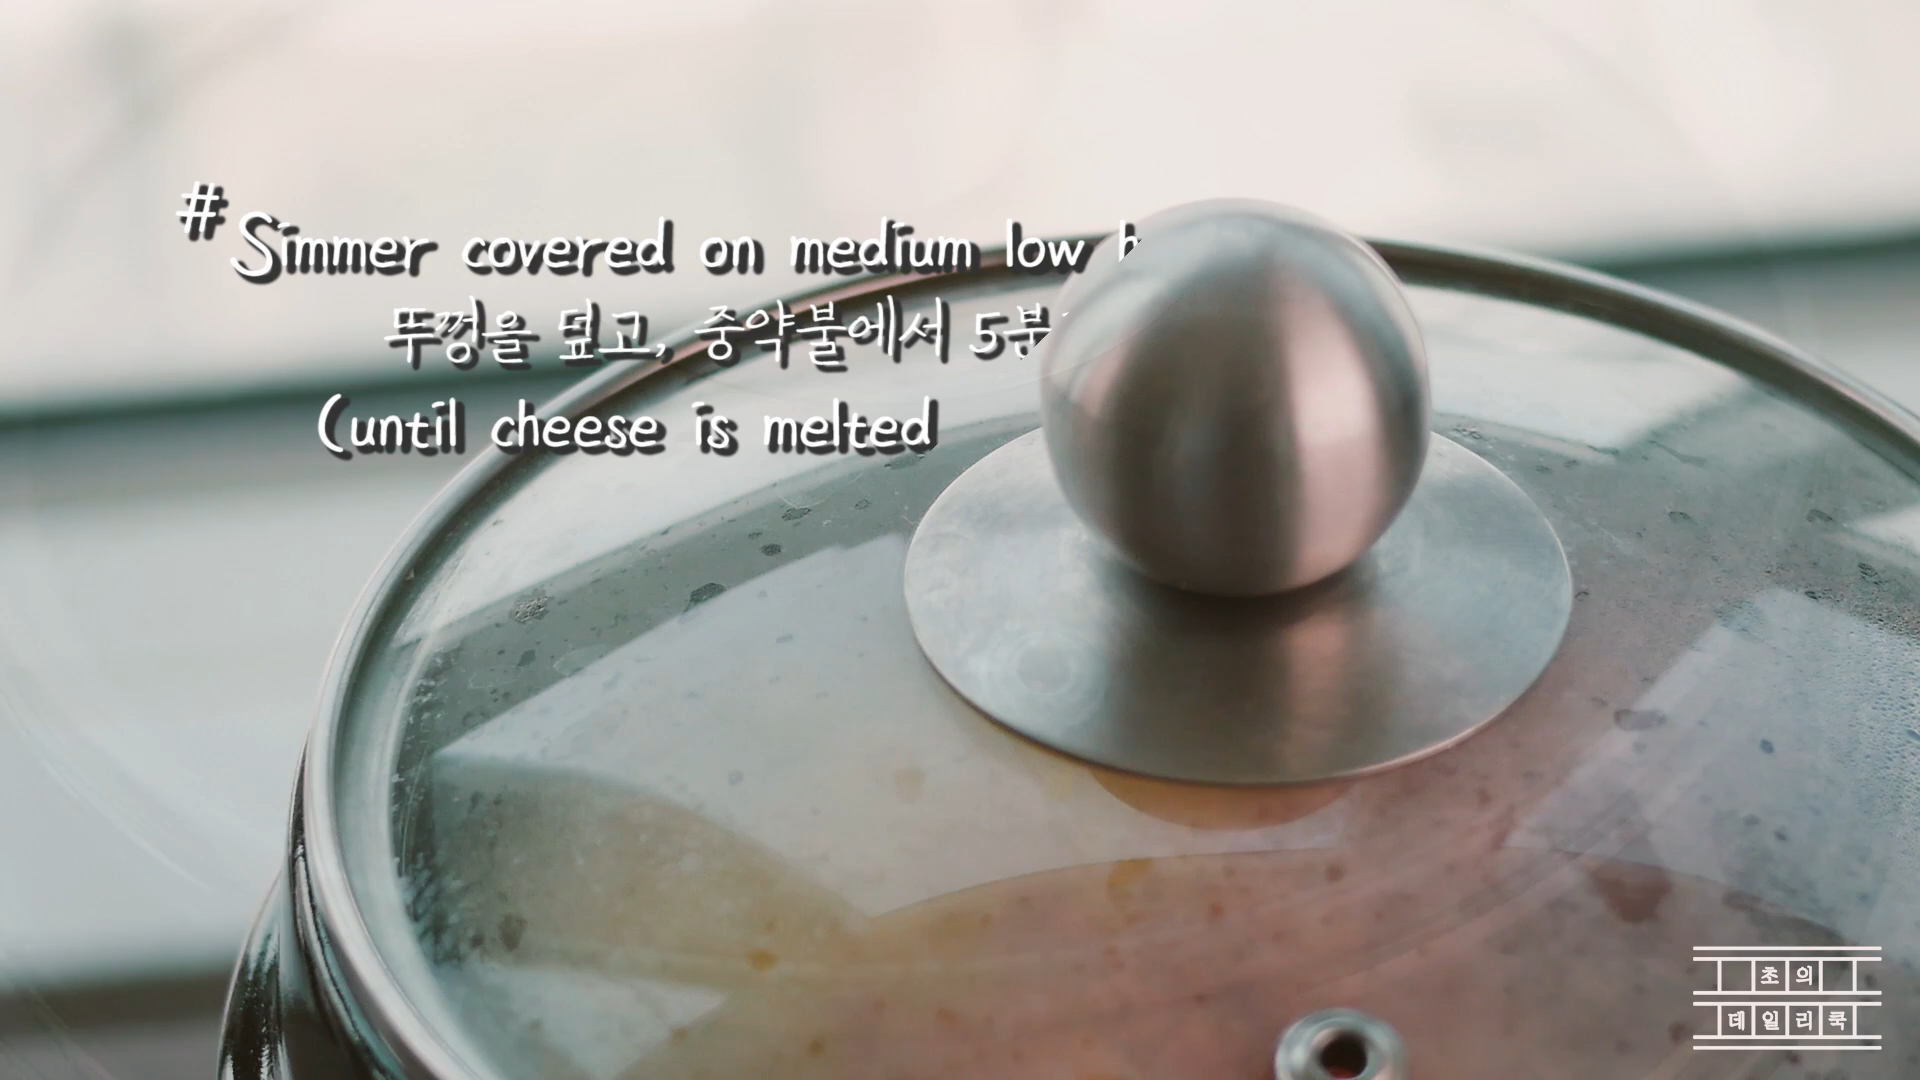 # Simmer covered on medium low
뚜껑을 덮고, 중약불에서 5분
(until cheese is melted
초의
데일리쿡